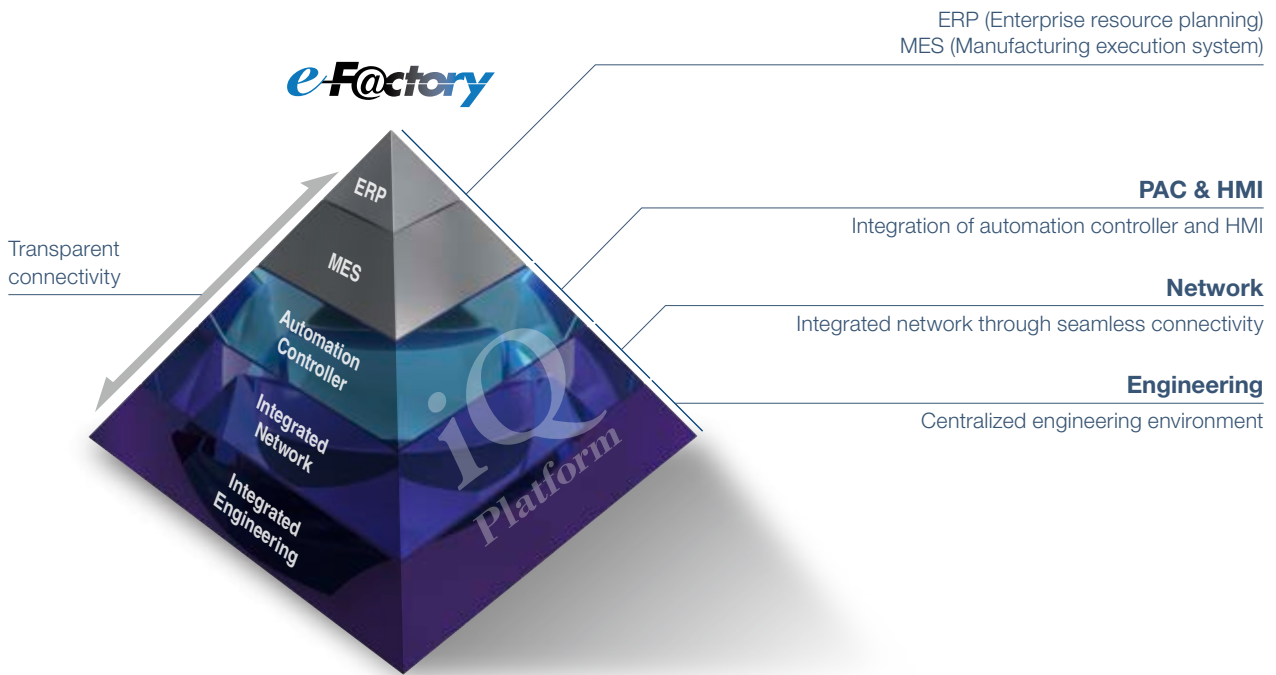 ERP (Enterprise resource planning)
MES (Manufacturing execution system)
e-F@ctory
ERP
MES
Automation
Controller
Integrated
Network
Integrated
Engineering
iQ
Platform
Transparent
connectivity
PAC & HMI
Integration of automation controller and HMI
Network
Integrated network through seamless connectivity
Engineering
Centralized engineering environment